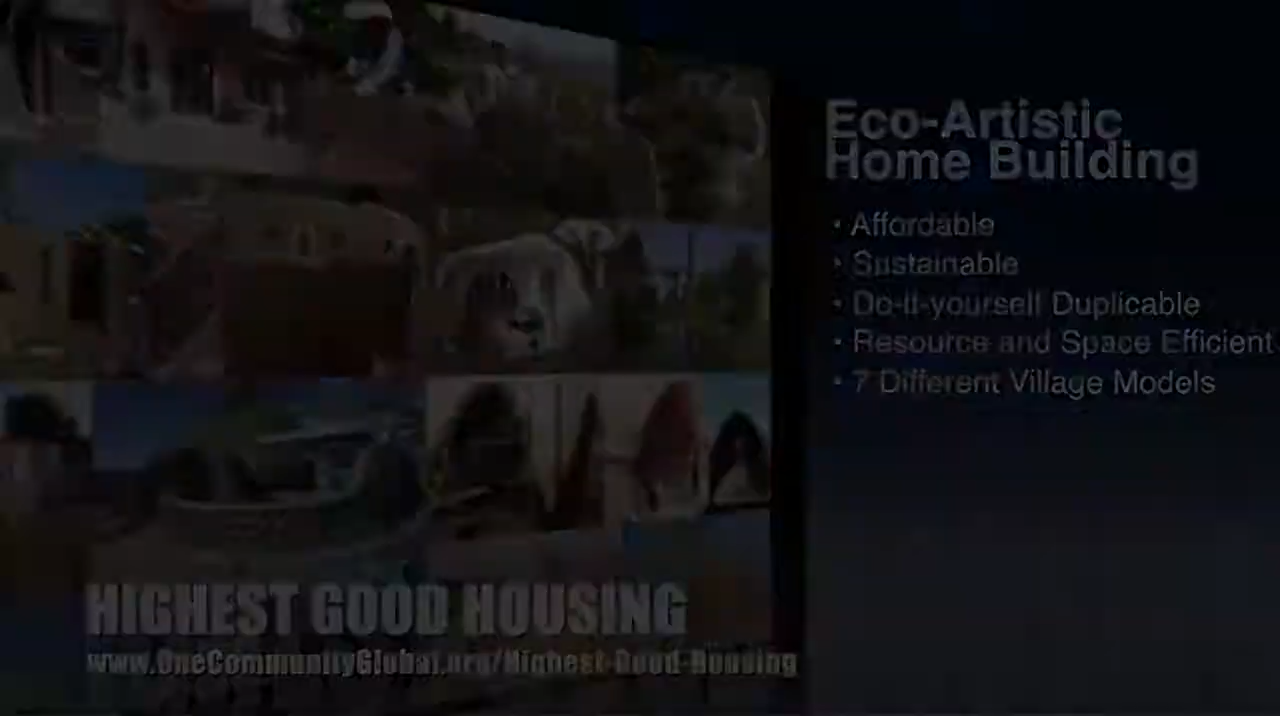 Eco-Artistic
Home Building
• Affordable
• Sustainable
• Do-it-yourself Duplicable
• Resource and Space Efficient
• 7 Different Village Models
HIGHEST GOOD HOUSING
www.OneCommunityGlobal.org/Highest-Good-Housing